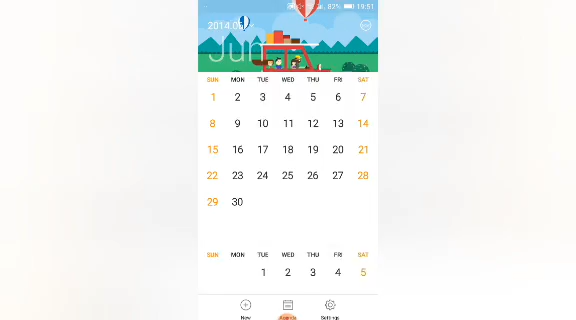 82% 19:51
2014.06
Jun
SUN MON TUE WED THU FRI SAT
1 2 3 4 5 6 7
8 9 10 11 12 13 14
15 16 17 18 19 20 21
22 23 24 25 26 27 28
29 30
SUN MON TUE WED THU FRI SAT
1 2 3 4 5
New Agenda Settings